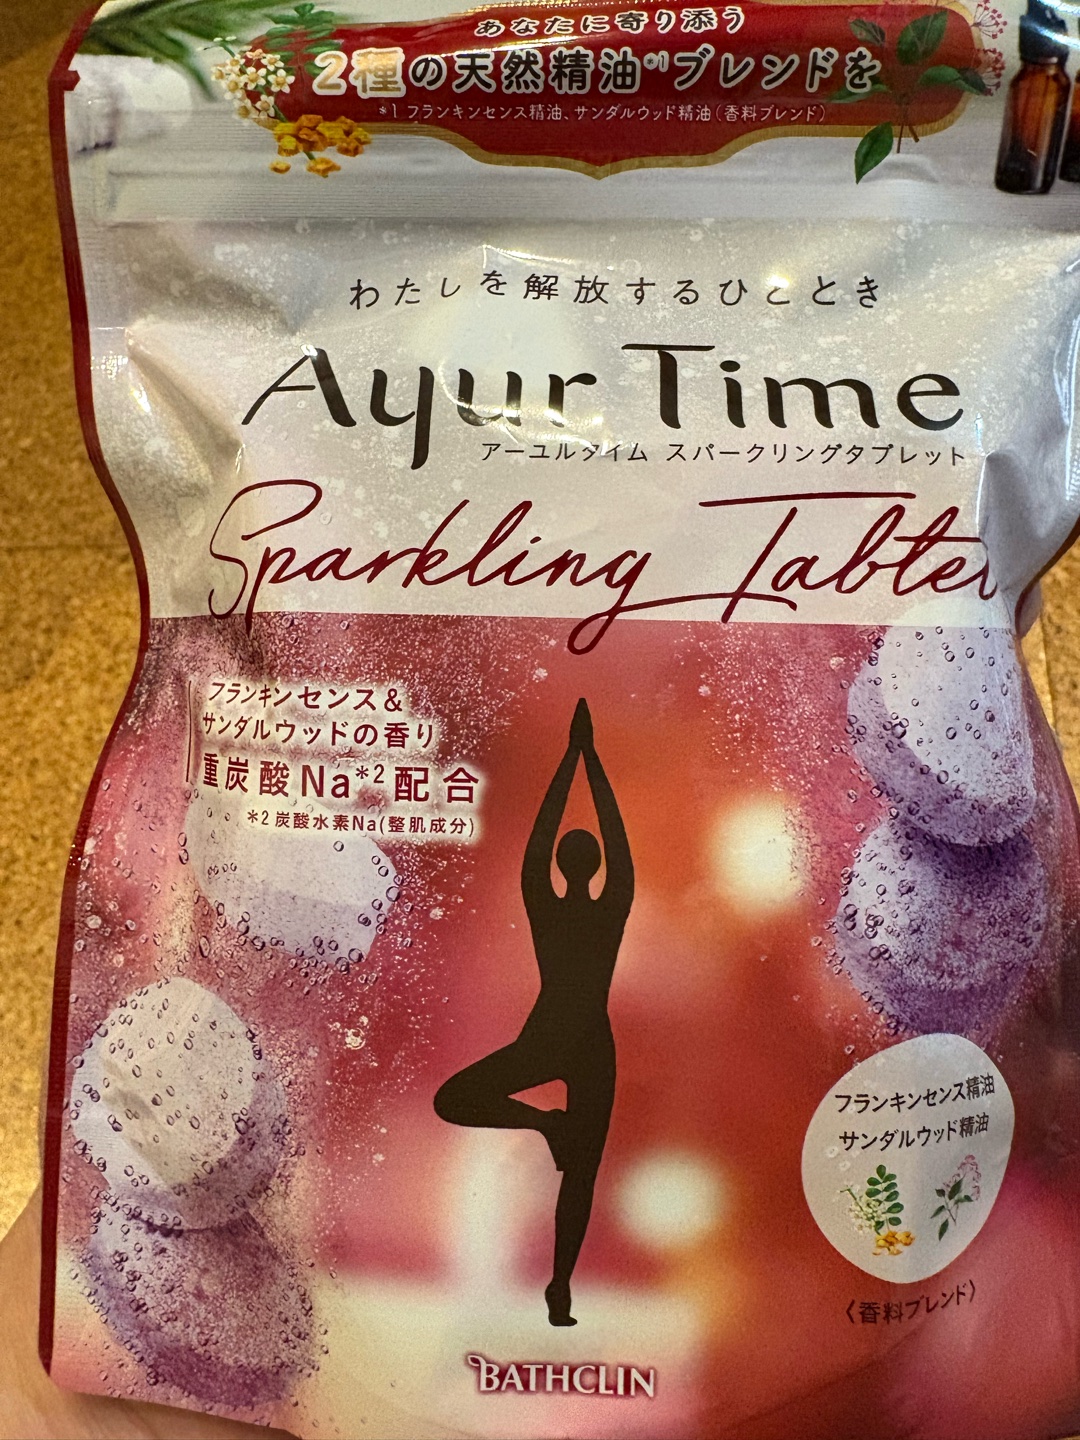 あなたに寄り添う
2種の天然精油*1ブレンドを
*1 フランキンセンス精油、サンダルウッド精油(香料ブレンド)
わたしを解放するひととき
Ayur Time
アーユルタイム スパークリングタブレット
Sparkling Tablet
フランキンセンス&
サンダルウッドの香り
重炭酸Na*2配合
*2 炭酸水素Na(整肌成分)
フランキンセンス精油
サンダルウッド精油
〈香料ブレンド〉
BATHCLIN